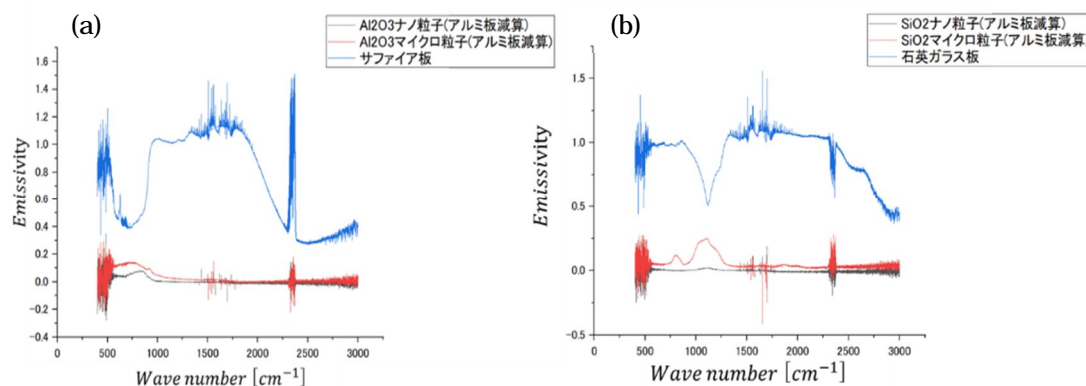 (a)
Al2O3ナノ粒子(アルミ板減算)
Al2O3マイクロ粒子(アルミ板減算)
サファイア板
1.6
1.4
1.2
1.0
0.8
0.6
0.4
0.2
0.0
-0.2
-0.4
Emissivity
0
500
1000
1500
2000
2500
3000
Wave number [cm⁻¹]
(b)
SiO2ナノ粒子(アルミ板減算)
SiO2マイクロ粒子(アルミ板減算)
石英ガラス板
1.5
1.0
0.5
0.0
-0.5
Emissivity
0
500
1000
1500
2000
2500
3000
Wave number [cm⁻¹]